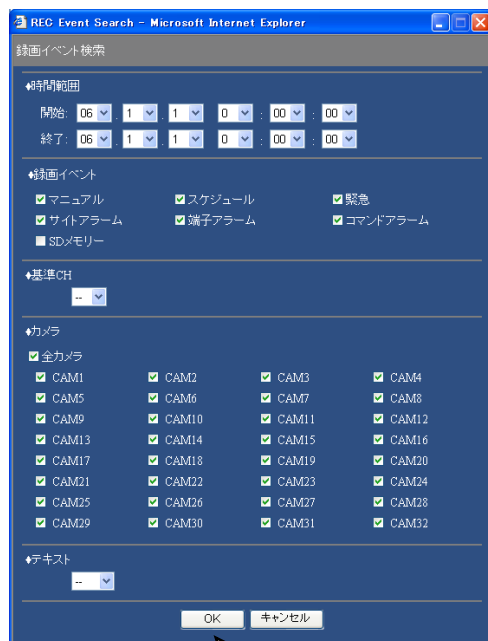 REC Event Search - Microsoft Internet Explorer
録画イベント検索
♦時間範囲
開始: 06 . 1 . 1 0 : 00 : 00
終了: 06 . 1 . 1 0 : 00 : 00
♦録画イベント
マニュアル スケジュール 緊急
サイトアラーム 端子アラーム コマンドアラーム
SDメモリー
♦基準CH
--
♦カメラ
全カメラ
CAM1 CAM2 CAM3 CAM4
CAM5 CAM6 CAM7 CAM8
CAM9 CAM10 CAM11 CAM12
CAM13 CAM14 CAM15 CAM16
CAM17 CAM18 CAM19 CAM20
CAM21 CAM22 CAM23 CAM24
CAM25 CAM26 CAM27 CAM28
CAM29 CAM30 CAM31 CAM32
♦テキスト
--
OK キャンセル